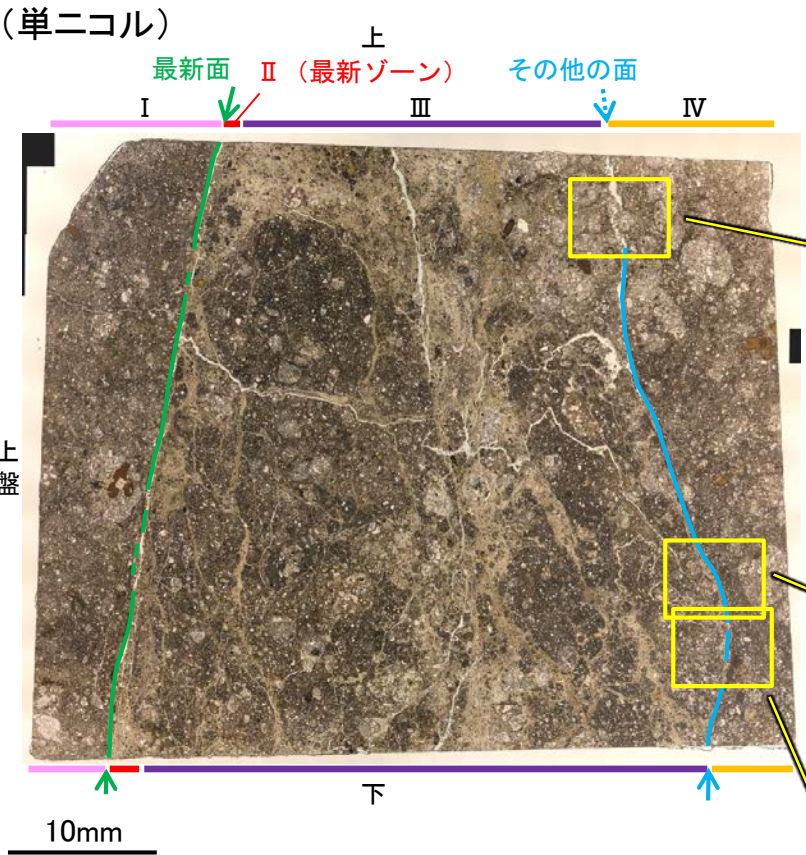 (単ニコル)
上
最新面 Ⅱ (最新ゾーン) その他の面
Ⅰ Ⅲ Ⅳ
上
盤
下
10mm